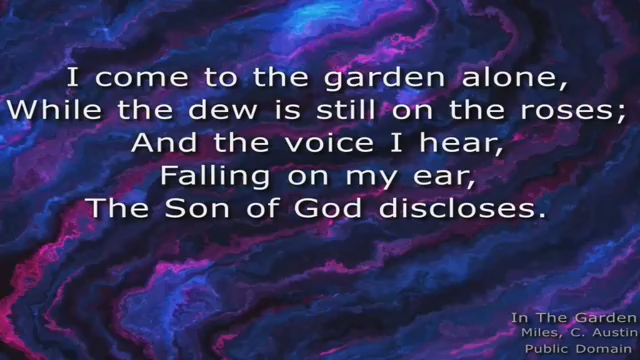 I come to the garden alone,
While the dew is still on the roses;
And the voice I hear,
Falling on my ear,
The Son of God discloses.
In The Garden
Miles, C. Austin
Public Domain